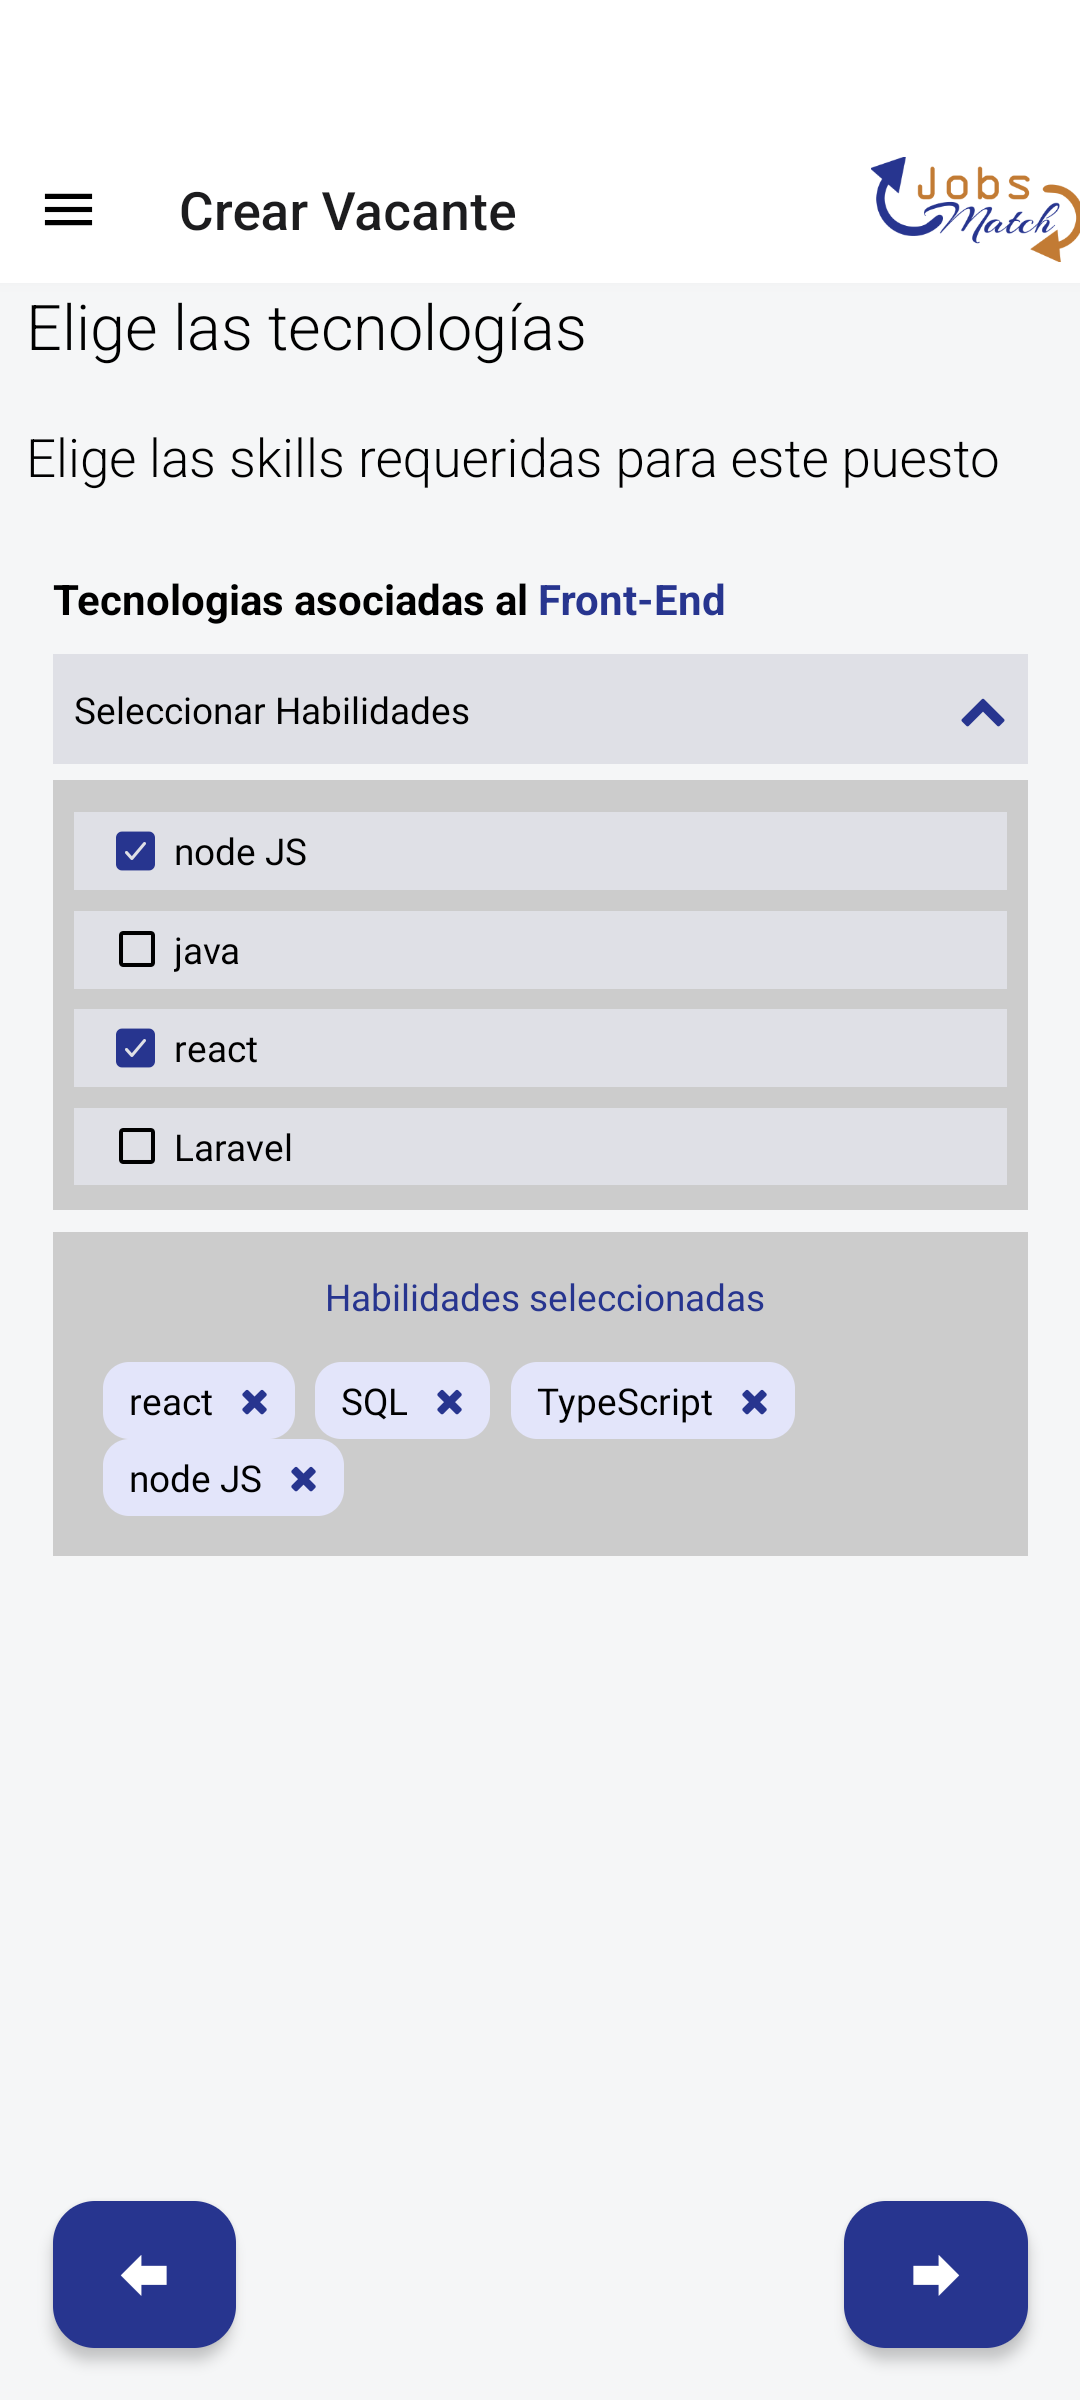 Crear Vacante
Jobs
Match
Elige las tecnologías
Elige las skills requeridas para este puesto
Tecnologias asociadas al Front-End
Seleccionar Habilidades
node JS
java
react
Laravel
Habilidades seleccionadas
react SQL TypeScript
node JS